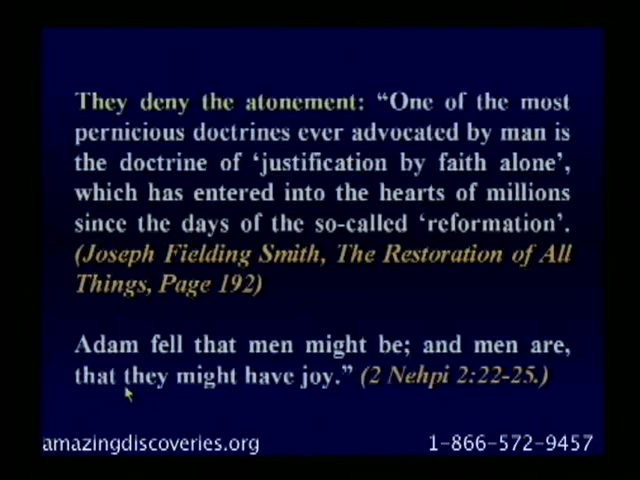 They deny the atonement: “One of the most
pernicious doctrines ever advocated by man is
the doctrine of ‘justification by faith alone’,
which has entered into the hearts of millions
since the days of the so-called ‘reformation’.
(Joseph Fielding Smith, The Restoration of All
Things, Page 192)
Adam fell that men might be; and men are,
that they might have joy.” (2 Nehpi 2:22-25.)
amazingdiscoveries.org 1-866-572-9457